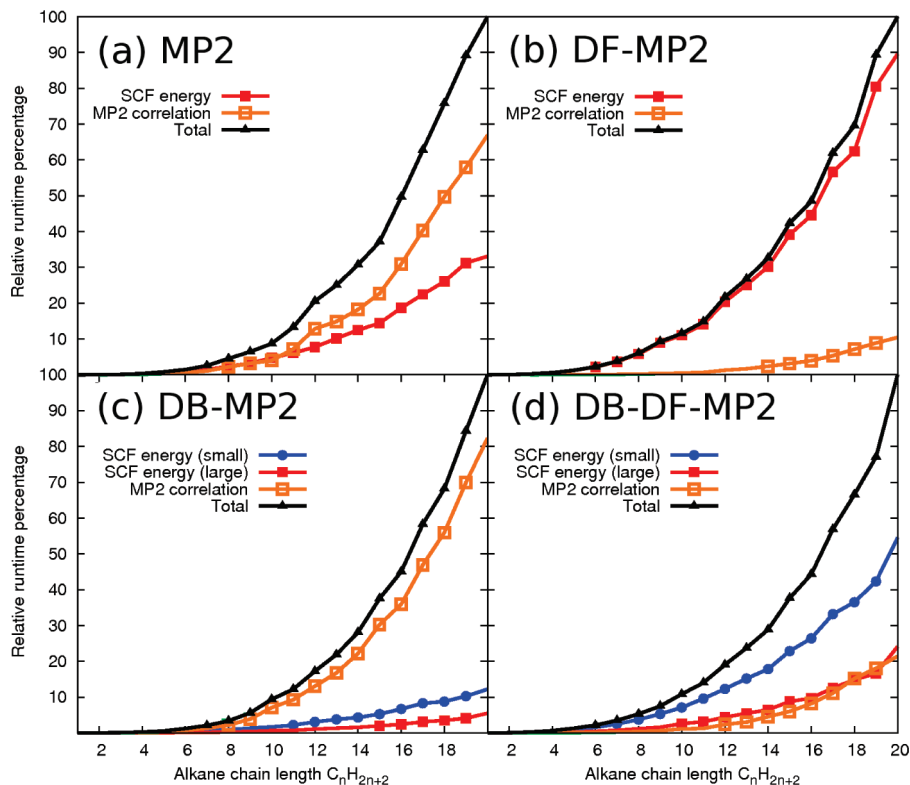 (a) MP2
SCF energy
MP2 correlation
Total
(b) DF-MP2
SCF energy
MP2 correlation
Total
Relative runtime percentage
100
90
80
70
60
50
40
30
20
10
(c) DB-MP2
SCF energy (small)
SCF energy (large)
MP2 correlation
Total
(d) DB-DF-MP2
SCF energy (small)
SCF energy (large)
MP2 correlation
Total
Relative runtime percentage
100
90
80
70
60
50
40
30
20
10
2 4 6 8 10 12 14 16 18
2 4 6 8 10 12 14 16 18 20
Alkane chain length CnH2n+2
Alkane chain length CnH2n+2